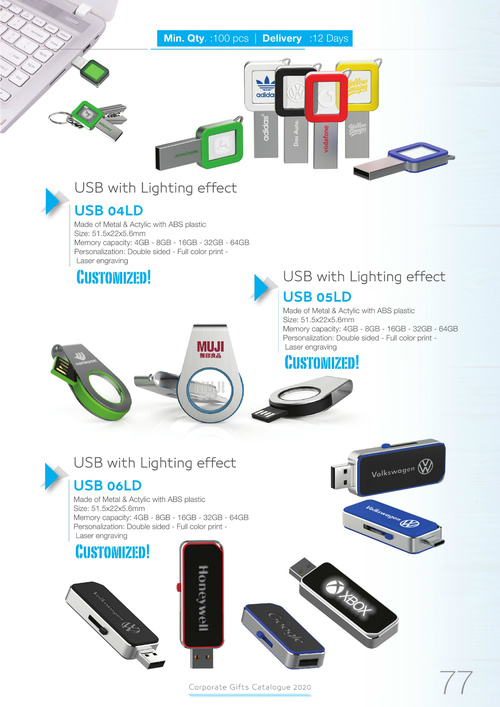 Min. Qty. :100 pcs | Delivery :12 Days
adidas
Das Auto.
vodafone
USB with Lighting effect
USB 04LD
Made of Metal & Actylic with ABS plastic
Size: 51.5x22x5.6mm
Memory capacity: 4GB - 8GB - 16GB - 32GB - 64GB
Personalization: Double sided - Full color print -
Laser engraving
CUSTOMIZED!
USB with Lighting effect
USB 05LD
Made of Metal & Actylic with ABS plastic
Size: 51.5x22x5.6mm
Memory capacity: 4GB - 8GB - 16GB - 32GB - 64GB
Personalization: Double sided - Full color print -
Laser engraving
CUSTOMIZED!
MUJI
無印良品
MUJI
USB with Lighting effect
USB 06LD
Made of Metal & Actylic with ABS plastic
Size: 51.5x22x5.6mm
Memory capacity: 4GB - 8GB - 16GB - 32GB - 64GB
Personalization: Double sided - Full color print -
Laser engraving
CUSTOMIZED!
Volkswagen
Volkswagen
Volkswagen
Honeywell
Google
XBOX
Corporate Gifts Catalogue 2020
77